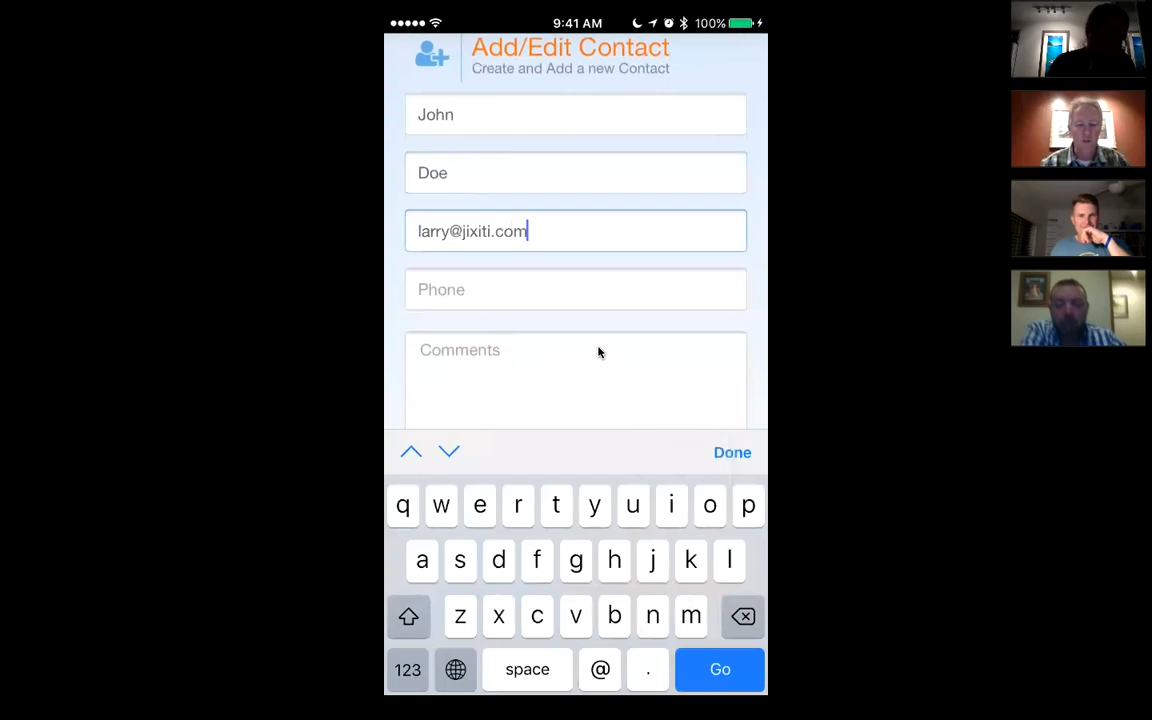 9:41 AM 100%
Add/Edit Contact
Create and Add a new Contact
John
Doe
larry@jixiti.com
Phone
Comments
Done
q w e r t y u i o p
a s d f g h j k l
z x c v b n m
123 space @ . Go